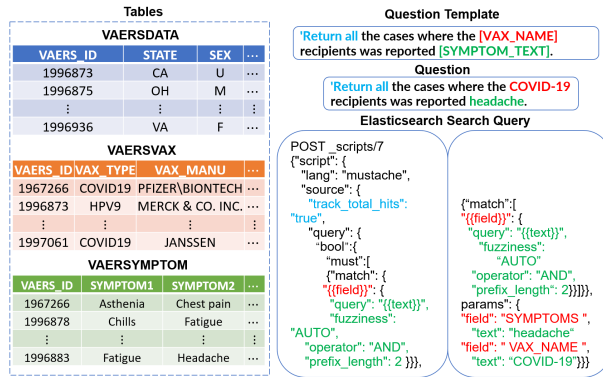 Tables
VAERSDATA
VAERS_ID STATE SEX ...
1996873 CA U ...
1996875 OH M ...
⋮ ⋮ ⋮
1996936 VA F ...
VAERSVAX
VAERS_ID VAX_TYPE VAX_MANU ...
1967266 COVID19 PFIZER\BIONTECH ...
1996873 HPV9 MERCK & CO. INC. ...
⋮ ⋮ ⋮
1997061 COVID19 JANSSEN ...
VAERSYMPTOM
VAERS_ID SYMPTOM1 SYMPTOM2 ...
1967266 Asthenia Chest pain ...
1996878 Chills Fatigue ...
⋮ ⋮ ⋮
1996883 Fatigue Headache ...
Question Template
'Return all the cases where the [VAX_NAME]
recipients was reported [SYMPTOM_TEXT].
Question
'Return all the cases where the COVID-19
recipients was reported headache.
Elasticsearch Search Query
POST _scripts/7
{"script": {
"lang": "mustache",
"source": {
"track_total_hits":
"true",
"query": {
"bool":{
"must":[
{"match": {
"{{field}}": {
"query": "{{text}}",
"fuzziness":
"AUTO",
"operator": "AND",
"prefix_length": 2 }}},
{"match":[
"{{field}}": {
"query": "{{text}}",
"fuzziness":
"AUTO"
"operator": "AND",
"prefix_length": 2}}]}},
params": {
"field": "SYMPTOMS ",
"text": "headache"
"field": " VAX_NAME ",
"text": "COVID-19"}}}